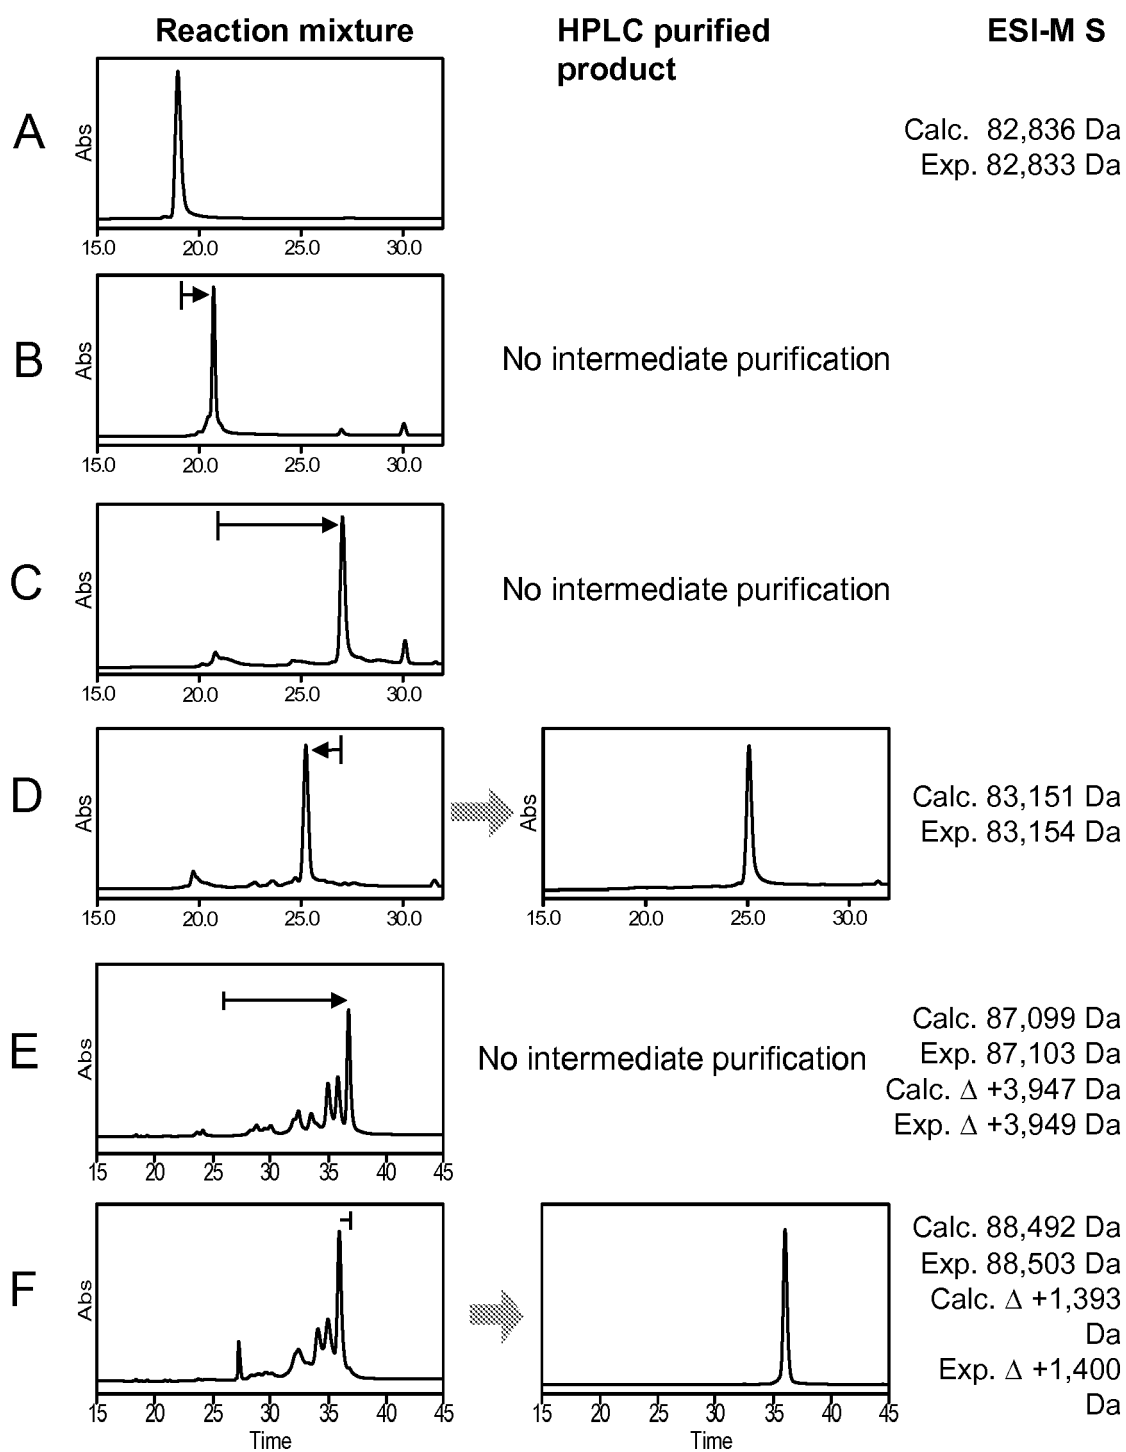 Reaction mixture
HPLC purified
product
ESI-M S
A
Abs
15.0 20.0 25.0 30.0
Calc. 82,836 Da
Exp. 82,833 Da
B
Abs
15.0 20.0 25.0 30.0
No intermediate purification
C
Abs
15.0 20.0 25.0 30.0
No intermediate purification
D
Abs
15.0 20.0 25.0 30.0
Abs
15.0 20.0 25.0 30.0
Calc. 83,151 Da
Exp. 83,154 Da
E
Abs
15 20 25 30 35 40 45
No intermediate purification
Calc. 87,099 Da
Exp. 87,103 Da
Calc. Δ +3,947 Da
Exp. Δ +3,949 Da
F
Abs
15 20 25 30 35 40 45
Time
15 20 25 30 35 40 45
Time
Calc. 88,492 Da
Exp. 88,503 Da
Calc. Δ +1,393
Da
Exp. Δ +1,400
Da